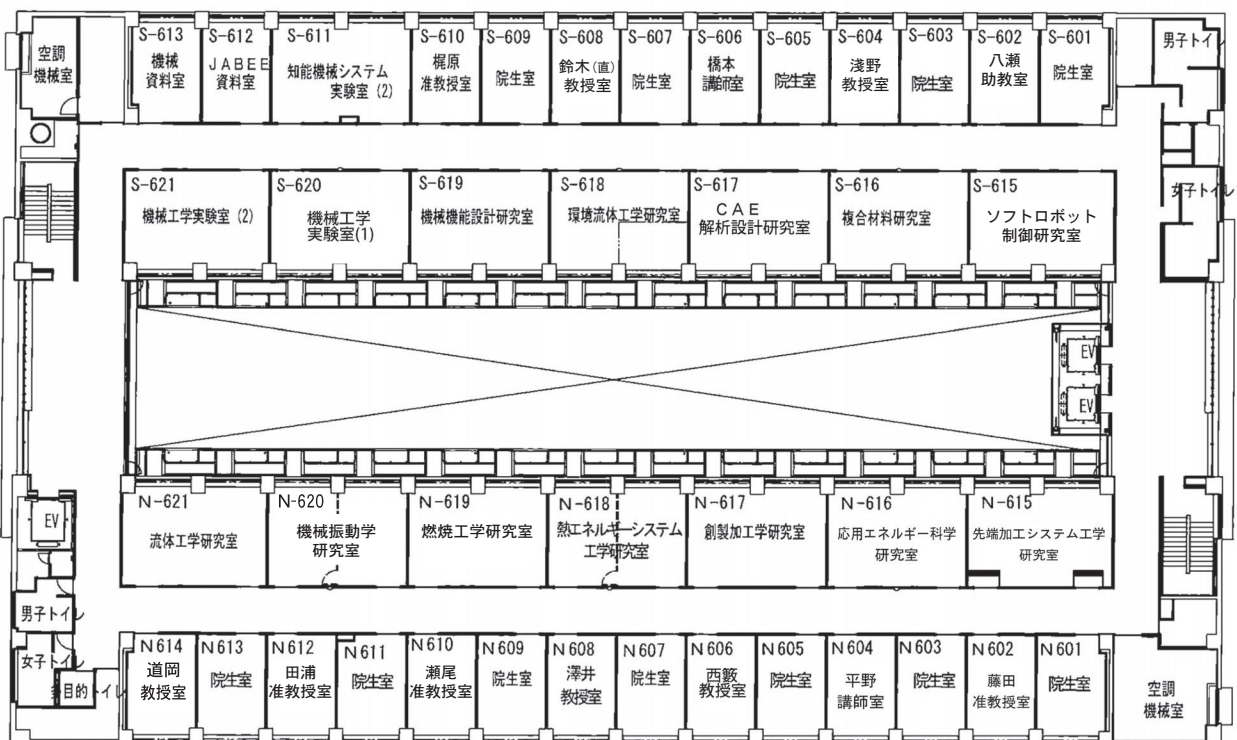 空調
機械室
S-613
機械
資料室
S-612
JABEE
資料室
S-611
知能機械システム
実験室（2）
S-610
梶原
准教授室
S-609
院生室
S-608
鈴木(直)
教授室
S-607
院生室
S-606
橋本
講師室
S-605
院生室
S-604
淺野
教授室
S-603
院生室
S-602
八瀬
助教室
S-601
院生室
男子トイレ
女子トイレ
S-621
機械工学実験室（2）
S-620
機械工学
実験室(1)
S-619
機械機能設計研究室
S-618
環境流体工学研究室
S-617
CAE
解析設計研究室
S-616
複合材料研究室
S-615
ソフトロボット
制御研究室
EV
EV
EV
N-621
流体工学研究室
N-620
機械振動学
研究室
N-619
燃焼工学研究室
N-618
熱エネルギーシステム
工学研究室
N-617
創製加工学研究室
N-616
応用エネルギー科学
研究室
N-615
先端加工システム工学
研究室
男子トイレ
女子トイレ
多目的トイレ
N614
道岡
教授室
N613
院生室
N612
田浦
准教授室
N611
院生室
N610
瀬尾
准教授室
N609
院生室
N608
澤井
教授室
N607
院生室
N606
西籔
教授室
N605
院生室
N604
平野
講師室
N603
院生室
N602
藤田
准教授室
N601
院生室
空調
機械室